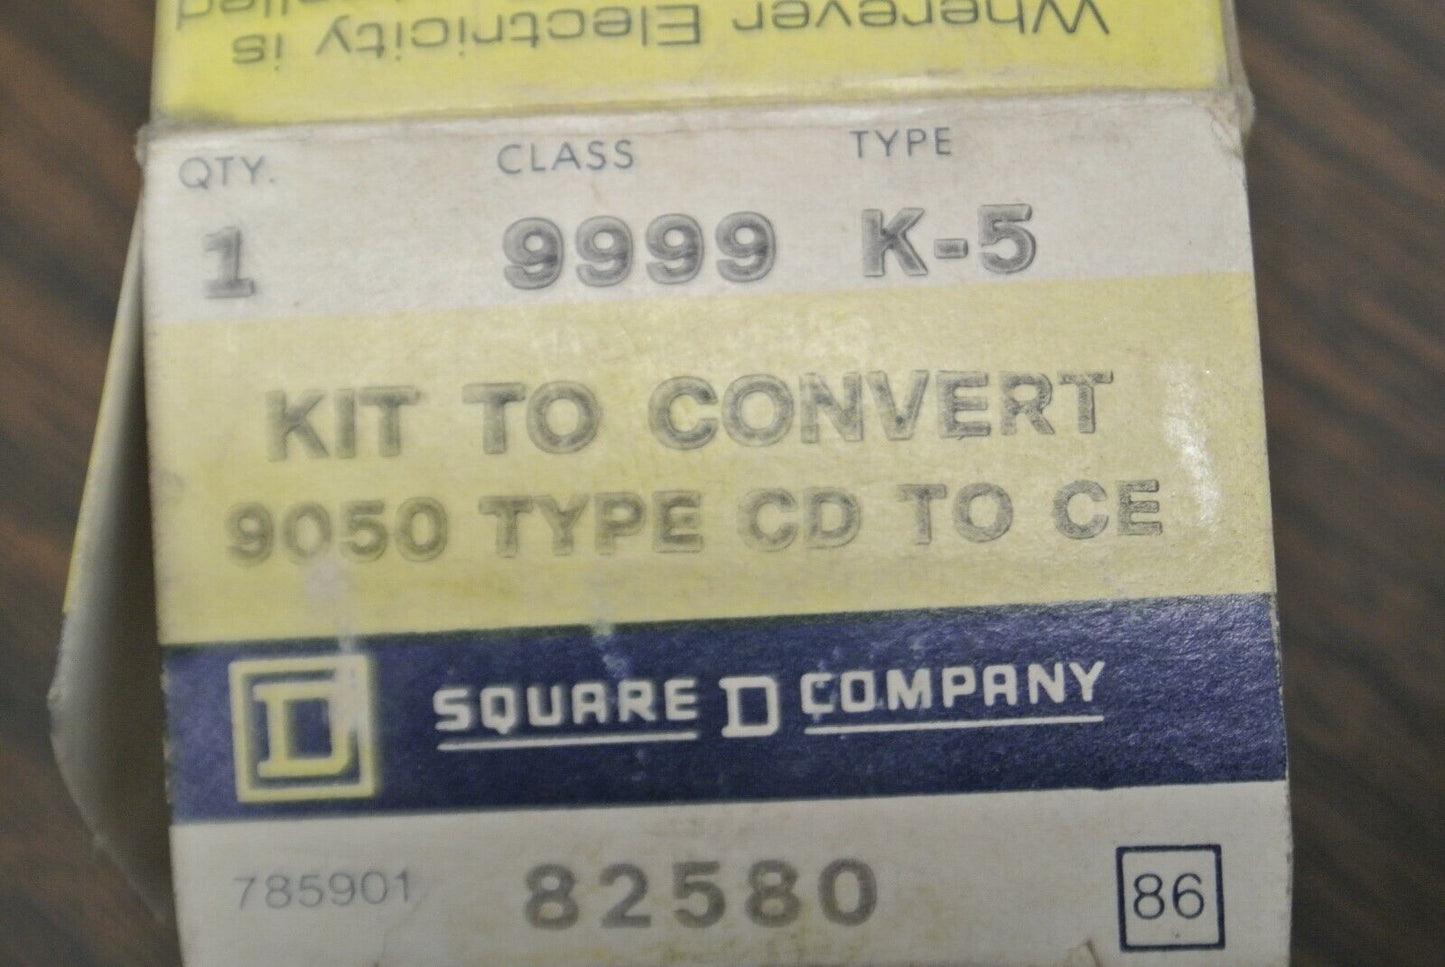 Wherever Electricity is
QTY. CLASS TYPE
1 9999 K-5
KIT TO CONVERT
9050 TYPE CD TO CE
D SQUARE D COMPANY
785901 82580 86